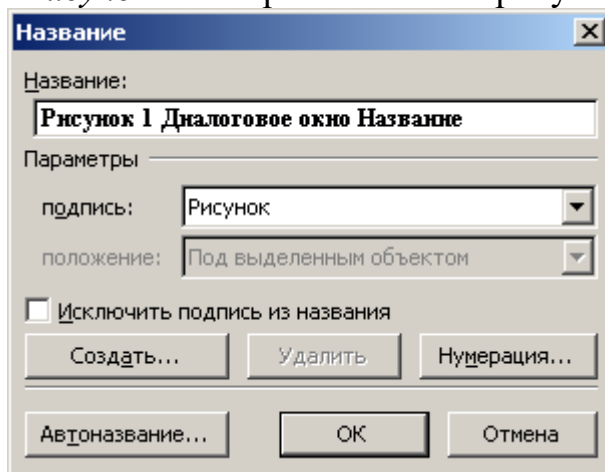 Название
Название:
Рисунок 1 Диалоговое окно Название
Параметры
подпись: Рисунок
положение: Под выделенным объектом
Исключить подпись из названия
Создать... Удалить Нумерация...
Автоназвание... ОК Отмена